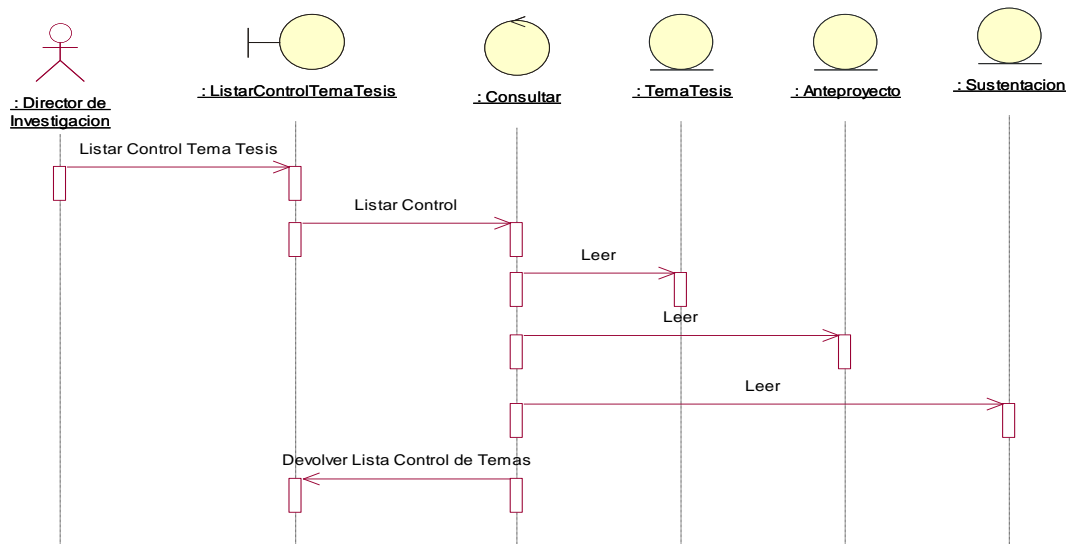 : Director de
Investigacion
: ListarControlTemaTesis
: Consultar
: TemaTesis
: Anteproyecto
: Sustentacion
Listar Control Tema Tesis
Listar Control
Leer
Leer
Leer
Devolver Lista Control de Temas